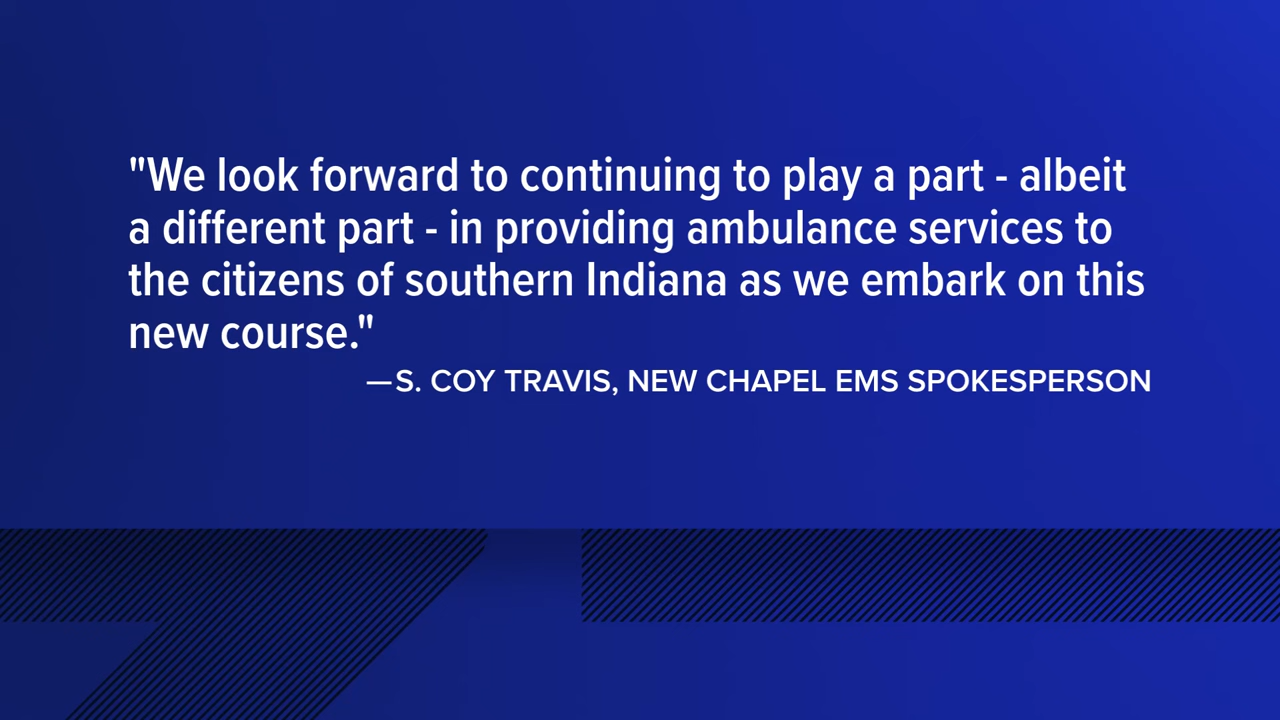 "We look forward to continuing to play a part - albeit
a different part - in providing ambulance services to
the citizens of southern Indiana as we embark on this
new course."
—S. COY TRAVIS, NEW CHAPEL EMS SPOKESPERSON